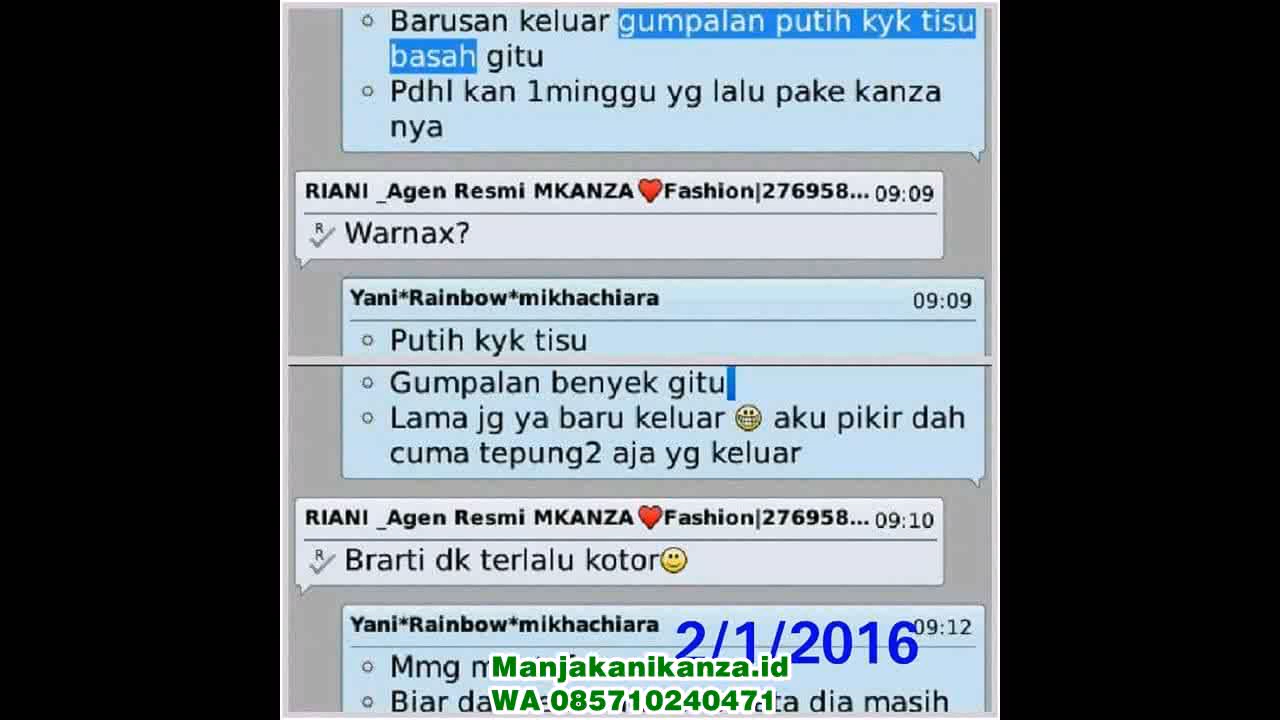 Barusan keluar gumpalan putih kyk tisu
basah gitu
Pdhl kan 1minggu yg lalu pake kanza
nya
RIANI _Agen Resmi MKANZA❤Fashion|276958... 09:09
R Warnax?
Yani*Rainbow*mikhachiara 09:09
Putih kyk tisu
Gumpalan benyek gitu
Lama jg ya baru keluar 😁 aku pikir dah
cuma tepung2 aja yg keluar
RIANI _Agen Resmi MKANZA❤Fashion|276958... 09:10
R Brarti dk terlalu kotor🙂
Yani*Rainbow*mikhachiara 09:12
2/1/2016
Mmg
Manjakanikanza.id
Biar dia masih
WA:085710240471